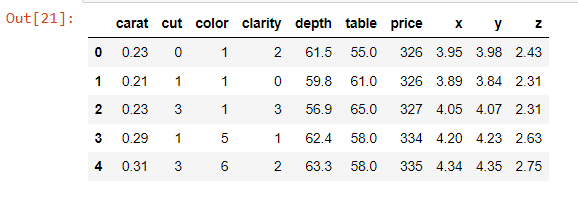 Out[21]:
carat cut color clarity depth table price x y z
0 0.23 0 1 2 61.5 55.0 326 3.95 3.98 2.43
1 0.21 1 1 0 59.8 61.0 326 3.89 3.84 2.31
2 0.23 3 1 3 56.9 65.0 327 4.05 4.07 2.31
3 0.29 1 5 1 62.4 58.0 334 4.20 4.23 2.63
4 0.31 3 6 2 63.3 58.0 335 4.34 4.35 2.75